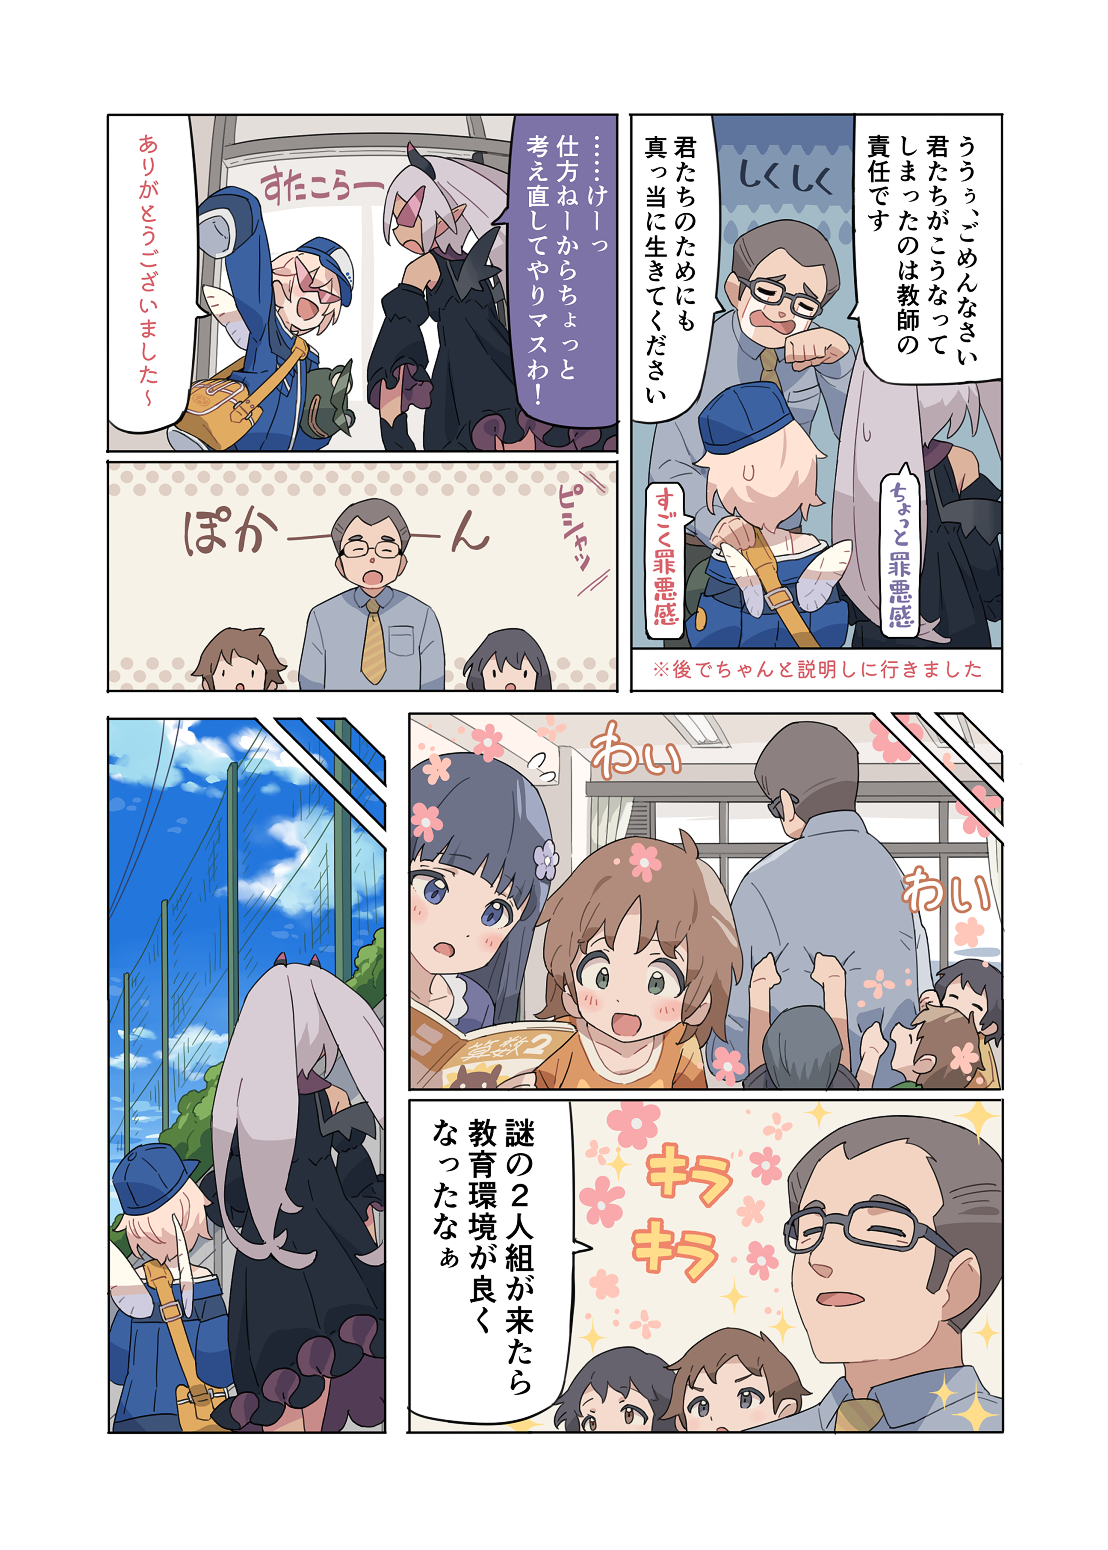 ううぅ、ごめんなさい
君たちがこうなって
しまったのは教師の
責任です
しくしく
君たちのためにも
真っ当に生きてください
ちょっと罪悪感
すごく罪悪感
※後でちゃんと説明しに行きました
……けーっ
仕方ねーからちょっと
考え直してやりマスわ！
すたこらー
ありがとうございました～
ピシャッ
ぽかーーん
わぃ
わぃ
算数2
キラ
キラ
謎の２人組が来たら
教育環境が良く
なったなぁ